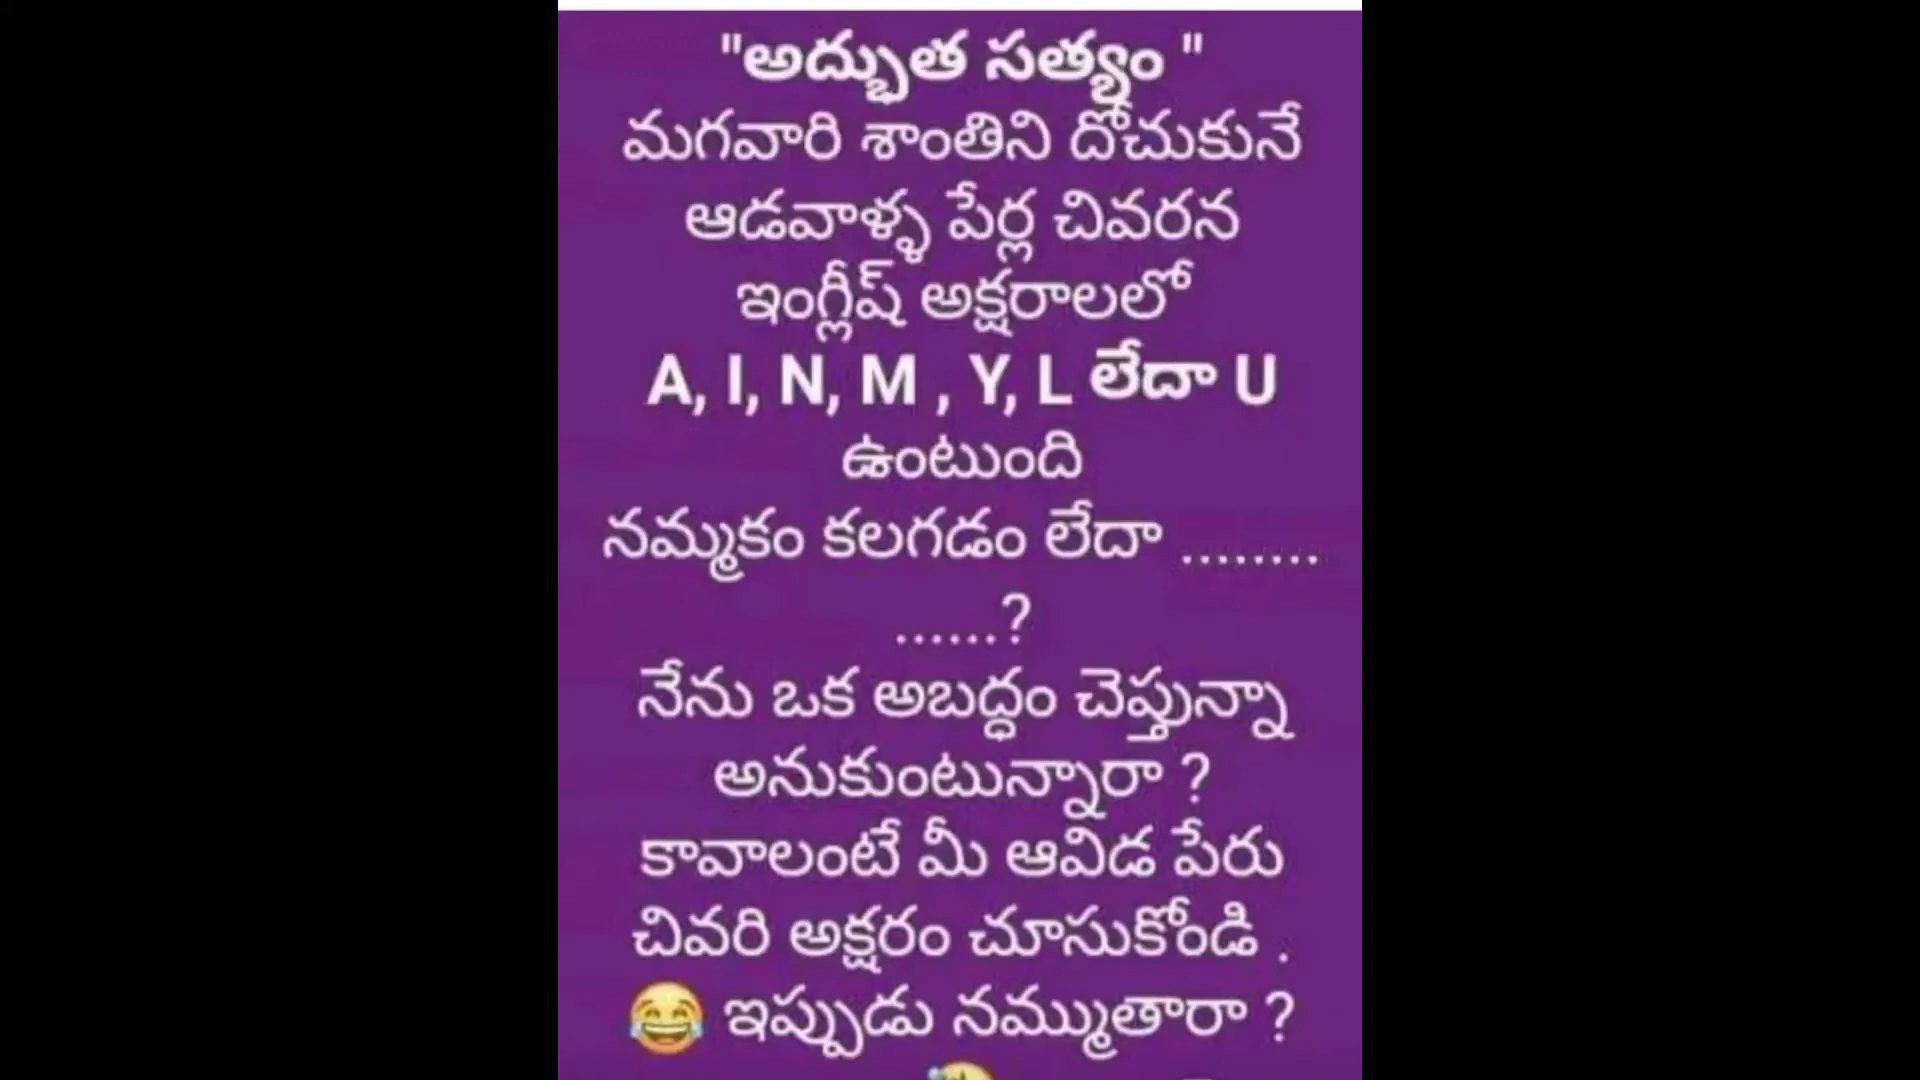 "అద్భుత సత్యం "
మగవారి శాంతిని దోచుకునే
ఆడవాళ్ళ పేర్ల చివరన
ఇంగ్లీష్ అక్షరాలలో
A, I, N, M , Y, L లేదా U
ఉంటుంది
నమ్మకం కలగడం లేదా ........
......?
నేను ఒక అబద్ధం చెప్తున్నా
అనుకుంటున్నారా ?
కావాలంటే మీ ఆవిడ పేరు
చివరి అక్షరం చూసుకోండి .
😂 ఇప్పుడు నమ్ముతారా ?